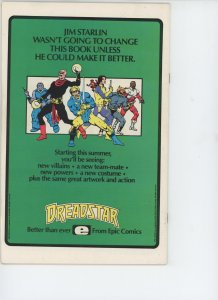 JIM STARLIN
WASN'T GOING TO CHANGE
THIS BOOK UNLESS
HE COULD MAKE IT BETTER.
Starting this summer,
you'll be seeing:
new villains • a new team-mate •
new powers • a new costume •
plus the same great artwork and action
DREADSTAR
Better than ever e From Epic Comics